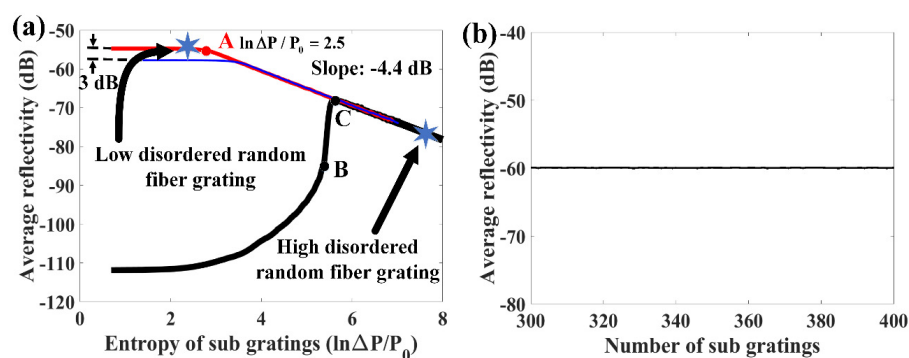 (a)
Average reflectivity (dB)
-50
-60
-70
-80
-90
-100
-110
-120
3 dB
A ln ΔP / P0 = 2.5
Slope: -4.4 dB
Low disordered random
fiber grating
C
B
High disordered
random fiber grating
0 2 4 6 8
Entropy of sub gratings (ln△P/P0)
(b)
Average reflectivity (dB)
-40
-50
-60
-70
-80
300 320 340 360 380 400
Number of sub gratings